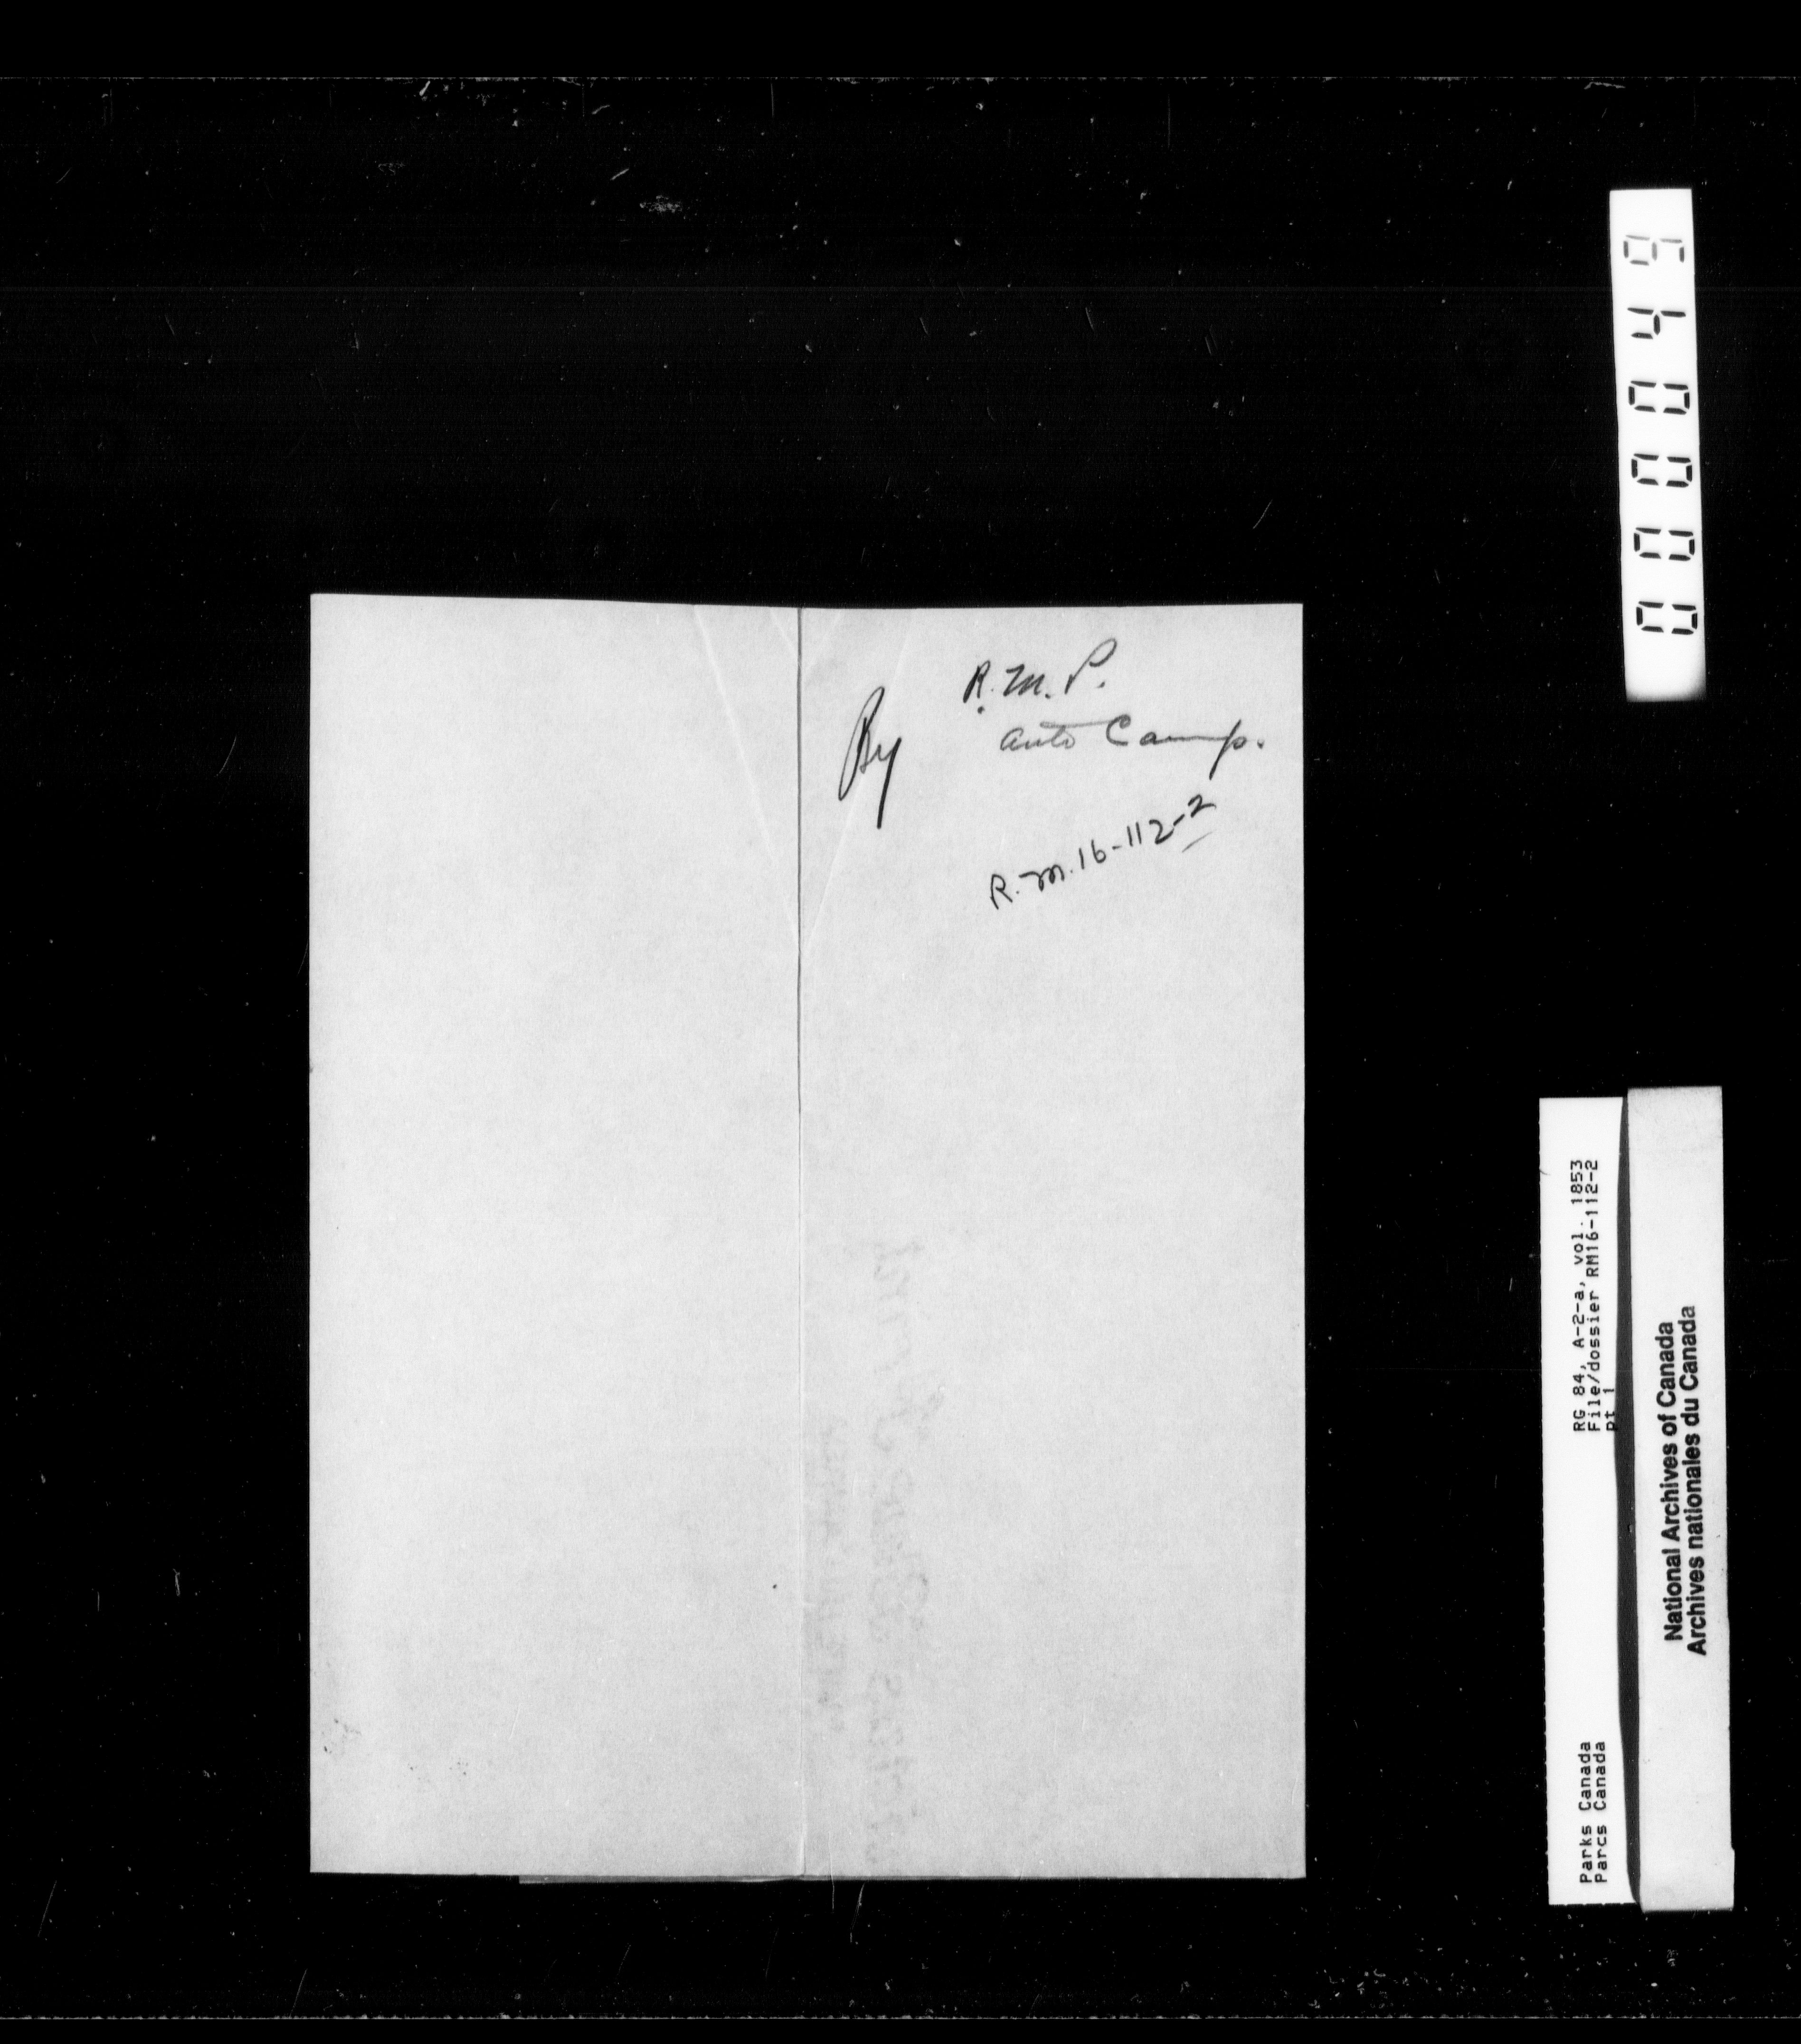 R.M.P.
By
Auto Camp.
R.M.16-112-2
000049
RG 84, A-2-a, vol. 1853
File/dossier RM16-112-2
pt 1
Parks Canada
Parcs Canada
National Archives of Canada
Archives nationales du Canada